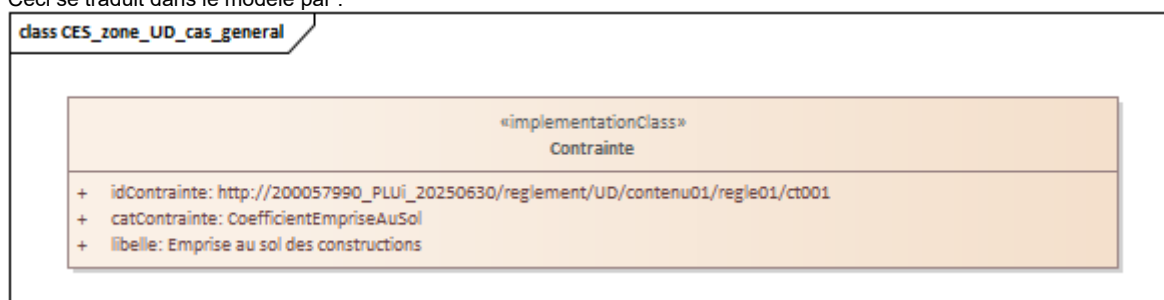 Ceci se traduit dans le modèle par :
class CES_zone_UD_cas_general
«implementationClass»
Contrainte
+ idContrainte: http://200057990_PLUi_20250630/reglement/UD/contenu01/regle01/ct001
+ catContrainte: CoefficientEmpriseAuSol
+ libelle: Emprise au sol des constructions